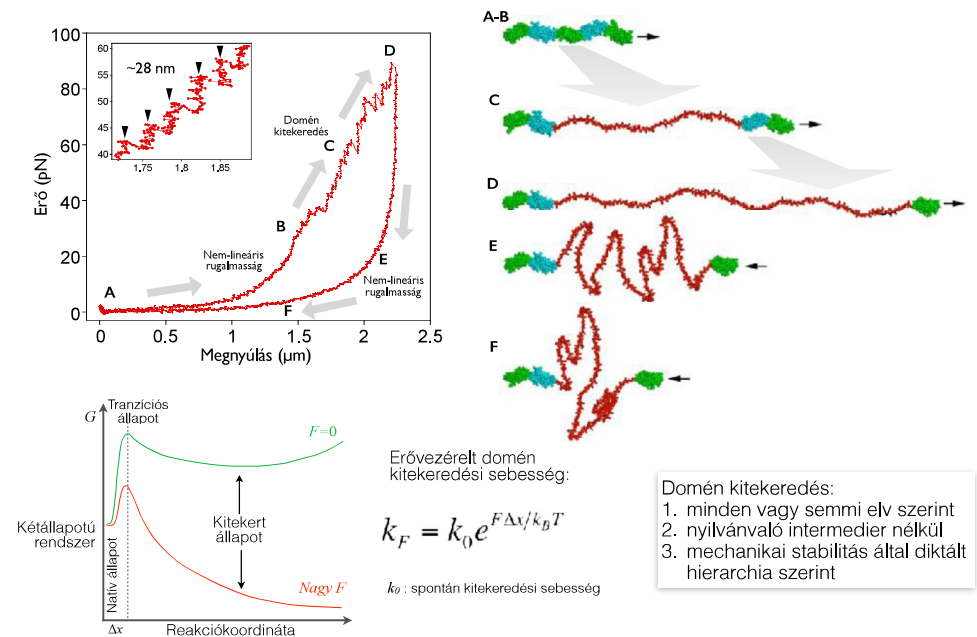 100
80
60
40
20
0
Erő (pN)
60
55
50
45
40
~28 nm
1,75
1,8
1,85
D
Domén
kitekeredés
C
B
Nem-lineáris
rugalmasság
A
E
Nem-lineáris
rugalmasság
F
0
0.5
1
1.5
2
2.5
Megnyúlás (µm)
A-B
C
D
E
F
G
Tranzíciós
állapot
F=0
Kétállapotú
rendszer
Natív állapot
Kitekert
állapot
Nagy F
Δx
Reakciókoordináta
Erővezérelt domén
kitekeredési sebesség:
k_F = k_0 e^{FΔx/k_BT}
k₀ : spontán kitekeredési sebesség
Domén kitekeredés:
1. minden vagy semmi elv szerint
2. nyilvánvaló intermedier nélkül
3. mechanikai stabilitás által diktált
hierarchia szerint